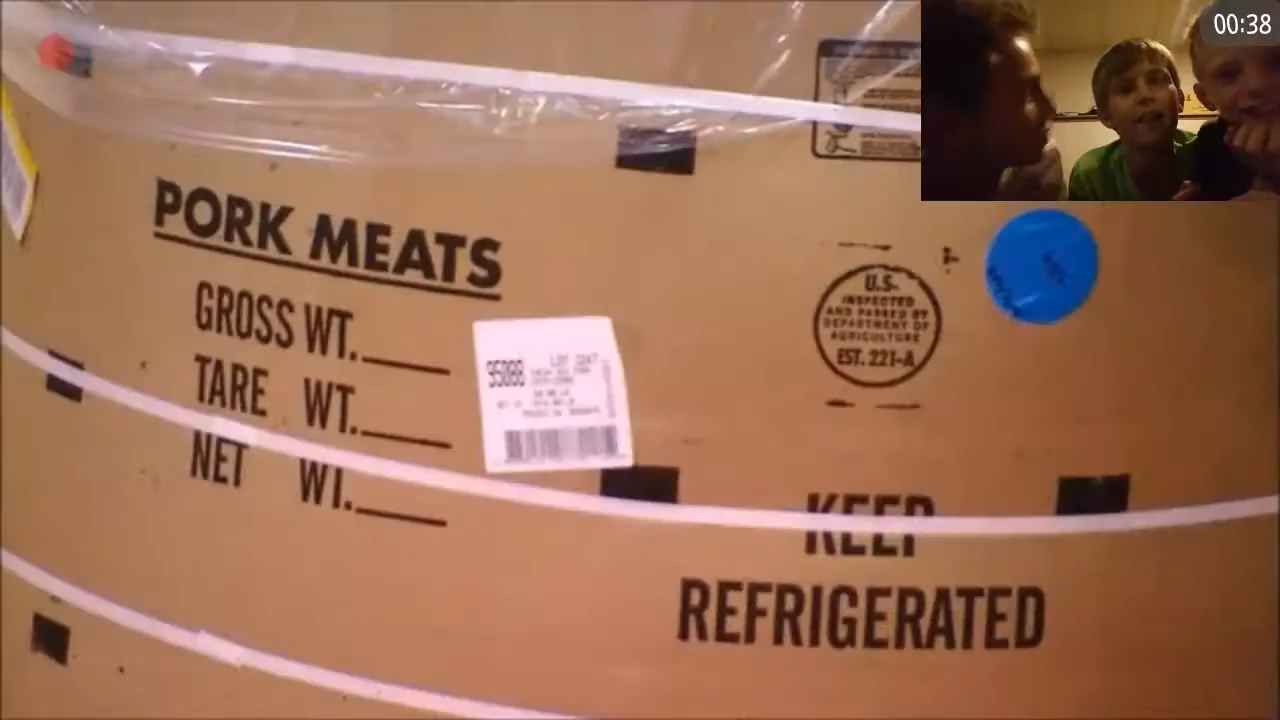 00:38
PORK MEATS
GROSS WT.
TARE WT.
NET WT.
95088
U.S.
INSPECTED
AND PASSED BY
DEPARTMENT OF
AGRICULTURE
EST. 221-A
KEEP
REFRIGERATED